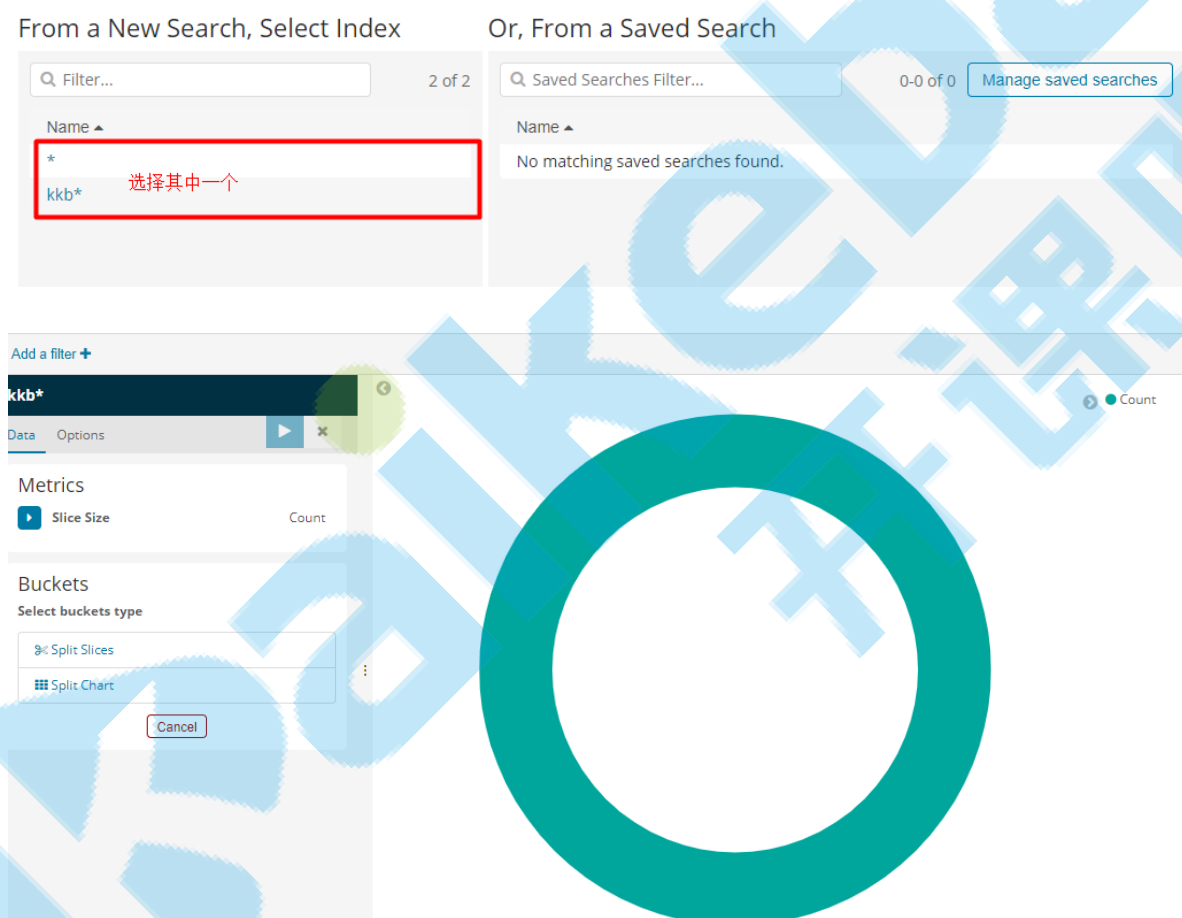 From a New Search, Select Index
Or, From a Saved Search
Filter...
2 of 2
Saved Searches Filter...
0-0 of 0
Manage saved searches
Name
*
kkb*
选择其中一个
Name
No matching saved searches found.
Add a filter
kkb*
Data
Options
Metrics
Slice Size
Count
Buckets
Select buckets type
Split Slices
Split Chart
Cancel
Count